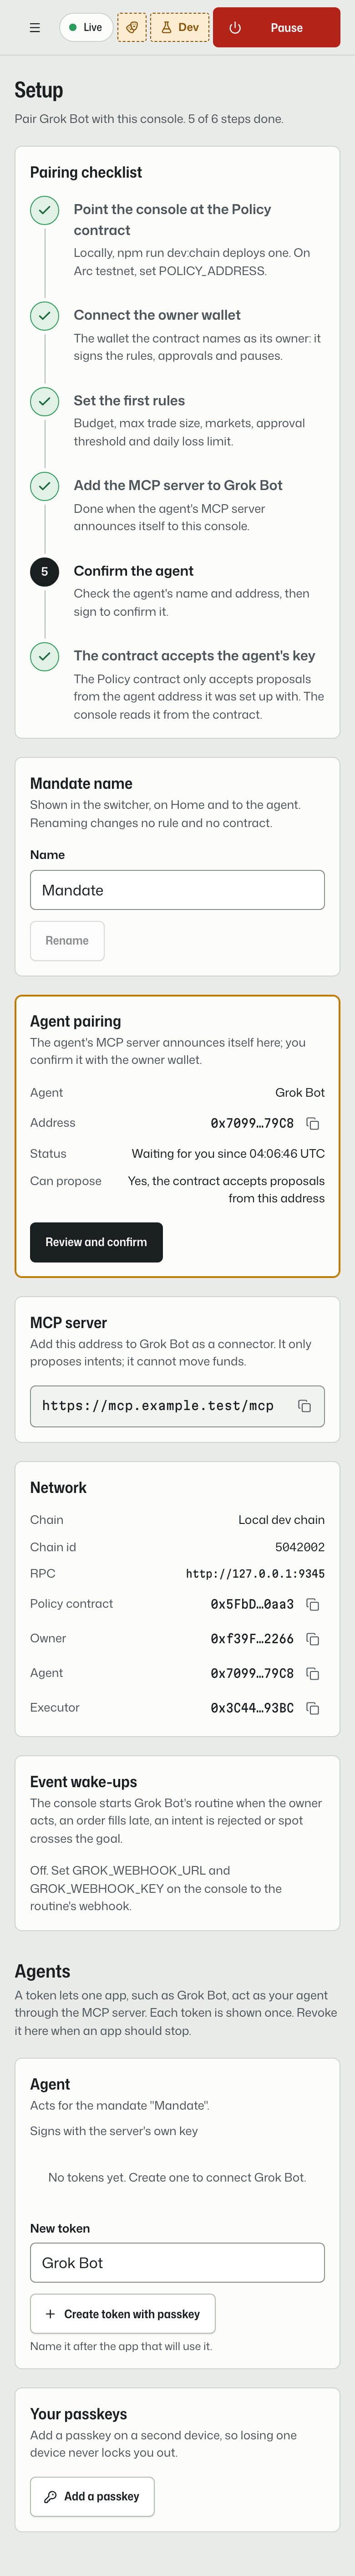 Live
Dev
Pause
Setup
Pair Grok Bot with this console. 5 of 6 steps done.
Pairing checklist
Point the console at the Policy
contract
Locally, npm run dev:chain deploys one. On
Arc testnet, set POLICY_ADDRESS.
Connect the owner wallet
The wallet the contract names as its owner: it
signs the rules, approvals and pauses.
Set the first rules
Budget, max trade size, markets, approval
threshold and daily loss limit.
Add the MCP server to Grok Bot
Done when the agent's MCP server
announces itself to this console.
5
Confirm the agent
Check the agent's name and address, then
sign to confirm it.
The contract accepts the agent's key
The Policy contract only accepts proposals
from the agent address it was set up with. The
console reads it from the contract.
Mandate name
Shown in the switcher, on Home and to the agent.
Renaming changes no rule and no contract.
Name
Mandate
Rename
Agent pairing
The agent's MCP server announces itself here; you
confirm it with the owner wallet.
Agent Grok Bot
Address 0x7099…79C8
Status Waiting for you since 04:06:46 UTC
Can propose Yes, the contract accepts proposals
from this address
Review and confirm
MCP server
Add this address to Grok Bot as a connector. It only
proposes intents; it cannot move funds.
https://mcp.example.test/mcp
Network
Chain Local dev chain
Chain id 5042002
RPC http://127.0.0.1:9345
Policy contract 0x5FbD…0aa3
Owner 0xf39F…2266
Agent 0x7099…79C8
Executor 0x3C44…93BC
Event wake-ups
The console starts Grok Bot's routine when the owner
acts, an order fills late, an intent is rejected or spot
crosses the goal.
Off. Set GROK_WEBHOOK_URL and
GROK_WEBHOOK_KEY on the console to the
routine's webhook.
Agents
A token lets one app, such as Grok Bot, act as your agent
through the MCP server. Each token is shown once. Revoke
it here when an app should stop.
Agent
Acts for the mandate "Mandate".
Signs with the server's own key
No tokens yet. Create one to connect Grok Bot.
New token
Grok Bot
Create token with passkey
Name it after the app that will use it.
Your passkeys
Add a passkey on a second device, so losing one
device never locks you out.
Add a passkey